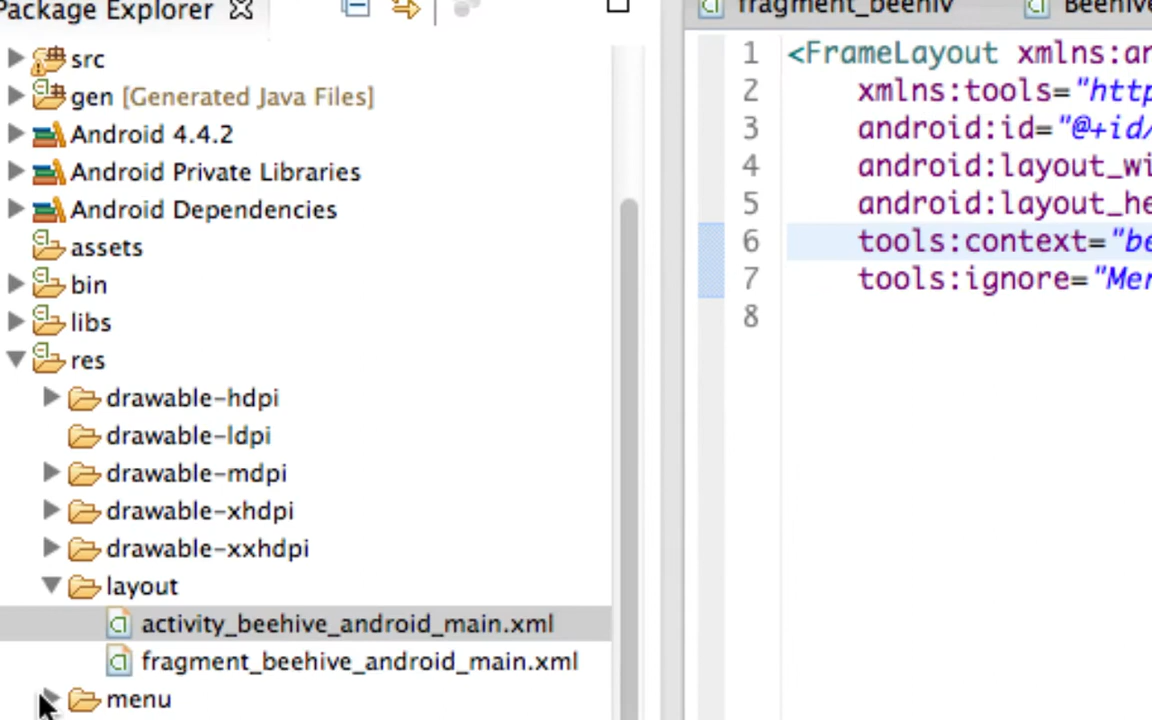 Package Explorer
src
gen [Generated Java Files]
Android 4.4.2
Android Private Libraries
Android Dependencies
assets
bin
libs
res
drawable-hdpi
drawable-ldpi
drawable-mdpi
drawable-xhdpi
drawable-xxhdpi
layout
activity_beehive_android_main.xml
fragment_beehive_android_main.xml
menu
fragment_beehiv Beehive
1 <FrameLayout xmlns:an
2 xmlns:tools="http
3 android:id="@+id/
4 android:layout_wi
5 android:layout_he
6 tools:context="be
7 tools:ignore="Mer
8